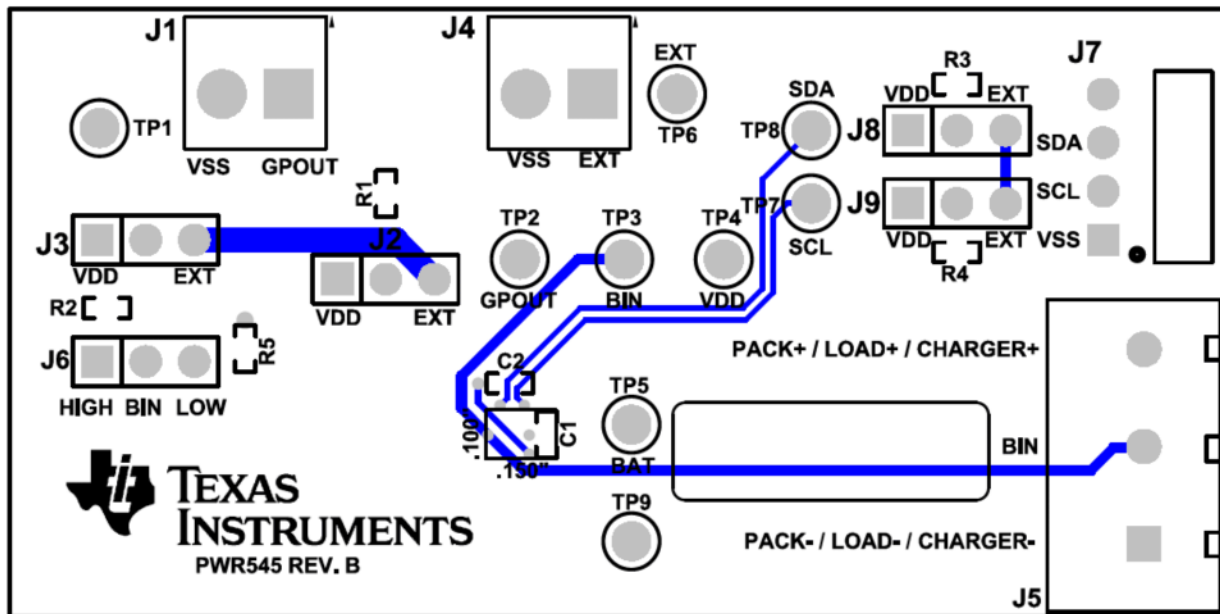 J1
J4
J7
EXT
R3
SDA
VDD
EXT
TP1
TP6
TP8
J8
SDA
VSS
GPOUT
VSS
EXT
R1
TP7
J9
SCL
TP2
TP3
TP4
SCL
VDD
EXT
VSS
J3
J2
R4
VDD
EXT
GPOUT
BIN
VDD
R2
VDD
EXT
R5
J6
C2
PACK+ / LOAD+ / CHARGER+
TP5
HIGH BIN LOW
.100"
C1
BIN
.150"
BAT
TEXAS
INSTRUMENTS
TP9
PACK- / LOAD- / CHARGER-
PWR545 REV. B
J5